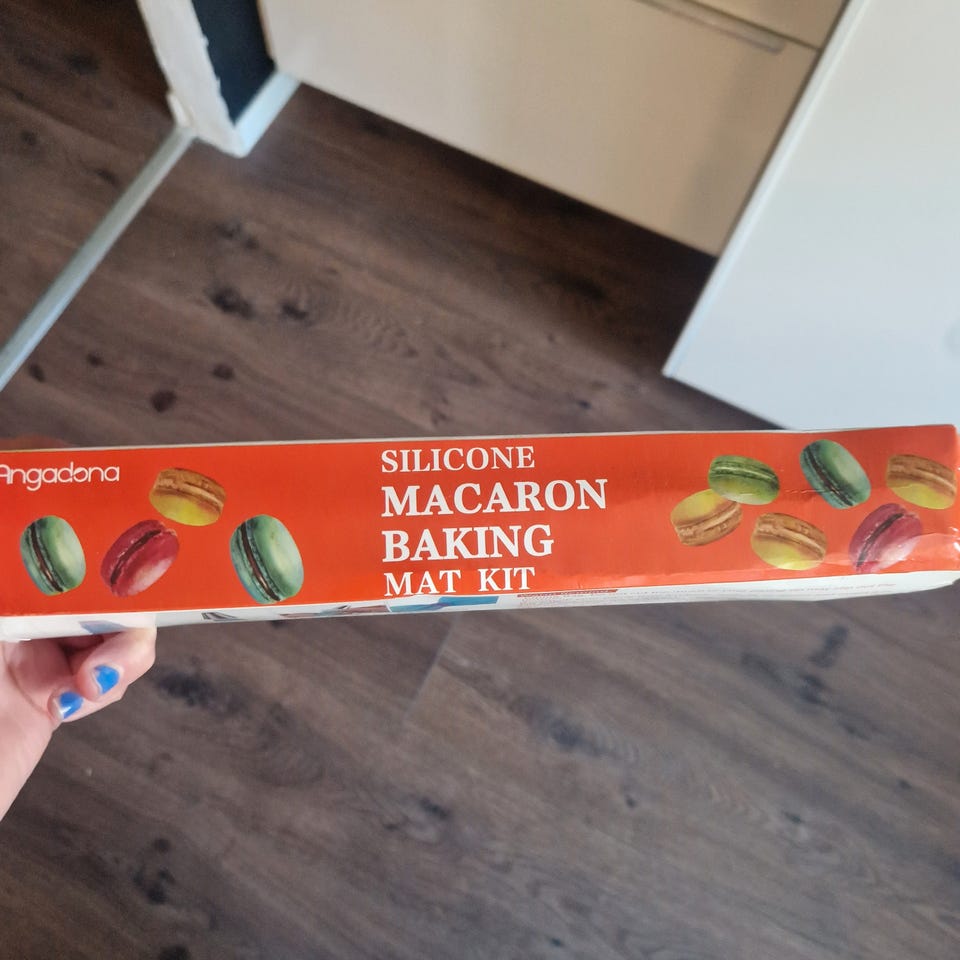 Angadona
SILICONE
MACARON
BAKING
MAT KIT